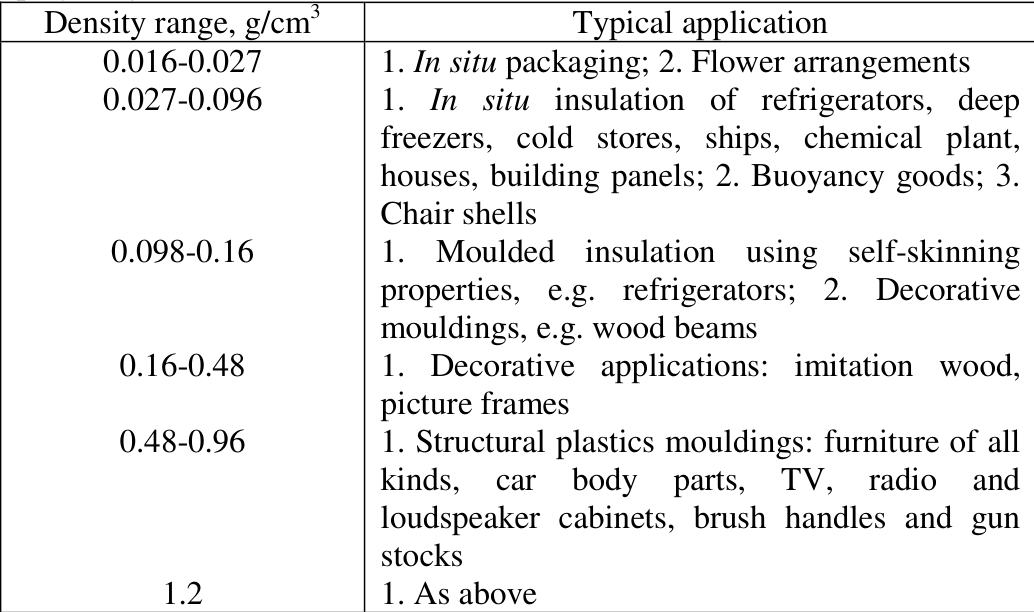 Density range, g/cm³ Typical application
0.016-0.027 1. In situ packaging; 2. Flower arrangements
0.027-0.096 1. In situ insulation of refrigerators, deep
freezers, cold stores, ships, chemical plant,
houses, building panels; 2. Buoyancy goods; 3.
Chair shells
0.098-0.16 1. Moulded insulation using self-skinning
properties, e.g. refrigerators; 2. Decorative
mouldings, e.g. wood beams
0.16-0.48 1. Decorative applications: imitation wood,
picture frames
0.48-0.96 1. Structural plastics mouldings: furniture of all
kinds, car body parts, TV, radio and
loudspeaker cabinets, brush handles and gun
stocks
1.2 1. As above